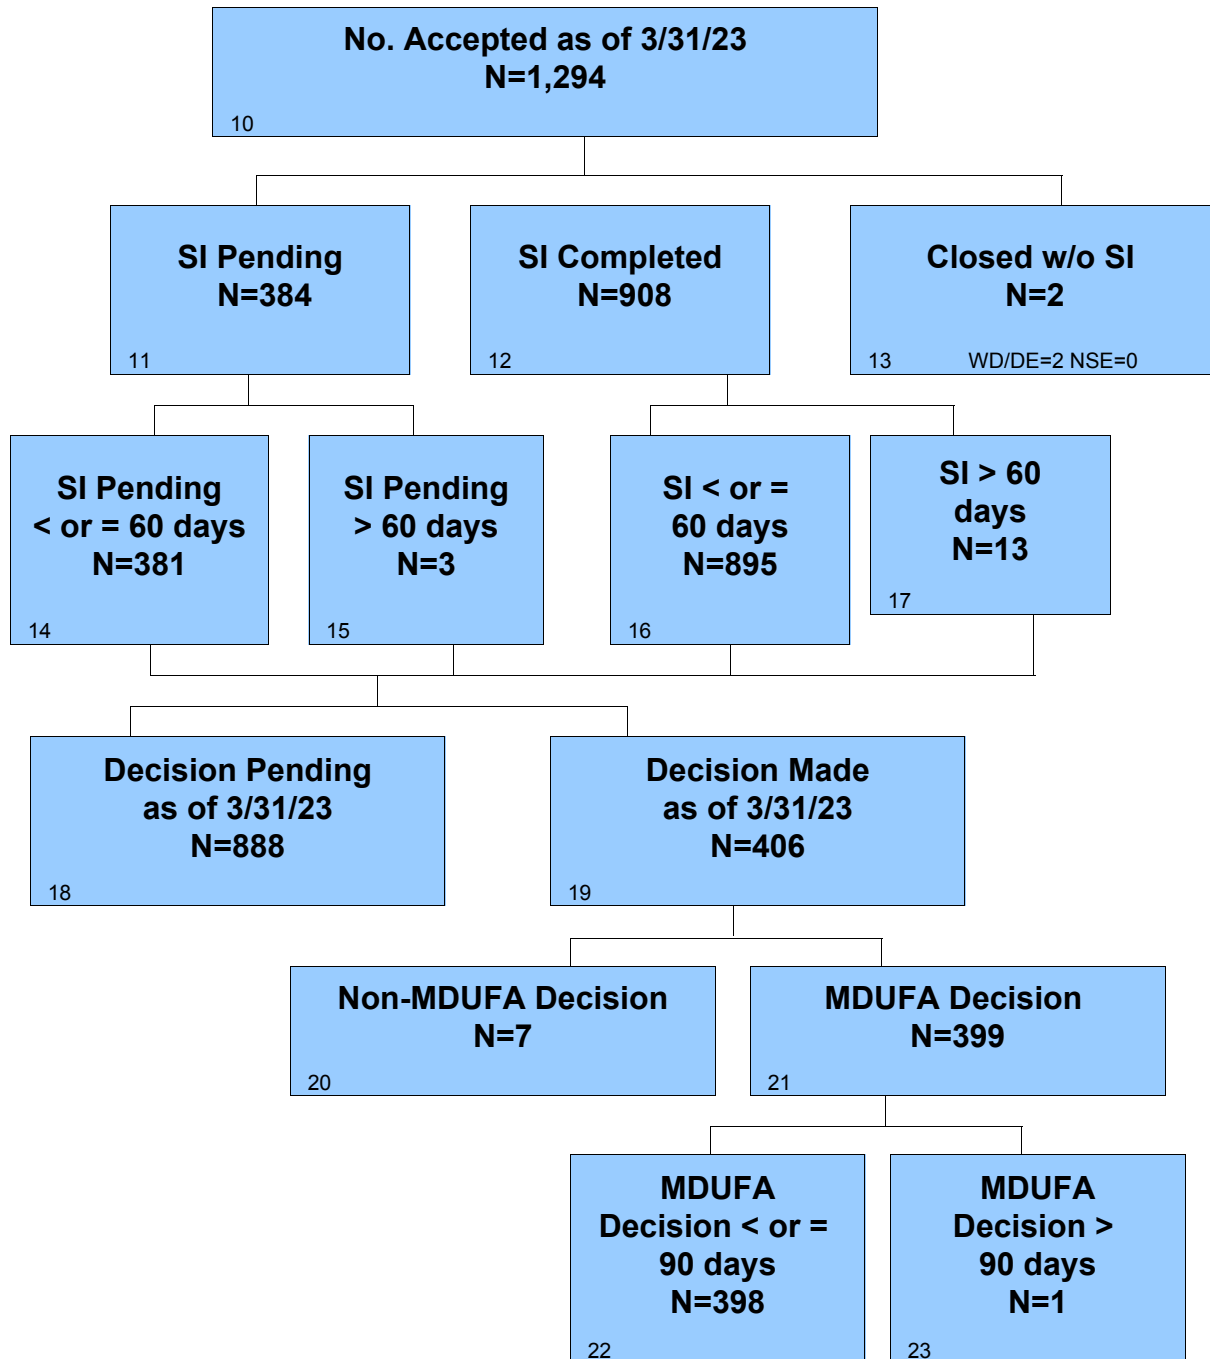 No. Accepted as of 3/31/23
N=1,294
10
SI Pending
N=384
11
SI Completed
N=908
12
Closed w/o SI
N=2
13 WD/DE=2 NSE=0
SI Pending
< or = 60 days
N=381
14
SI Pending
> 60 days
N=3
15
SI < or =
60 days
N=895
16
SI > 60
days
N=13
17
Decision Pending
as of 3/31/23
N=888
18
Decision Made
as of 3/31/23
N=406
19
Non-MDUFA Decision
N=7
20
MDUFA Decision
N=399
21
MDUFA
Decision < or =
90 days
N=398
22
MDUFA
Decision >
90 days
N=1
23